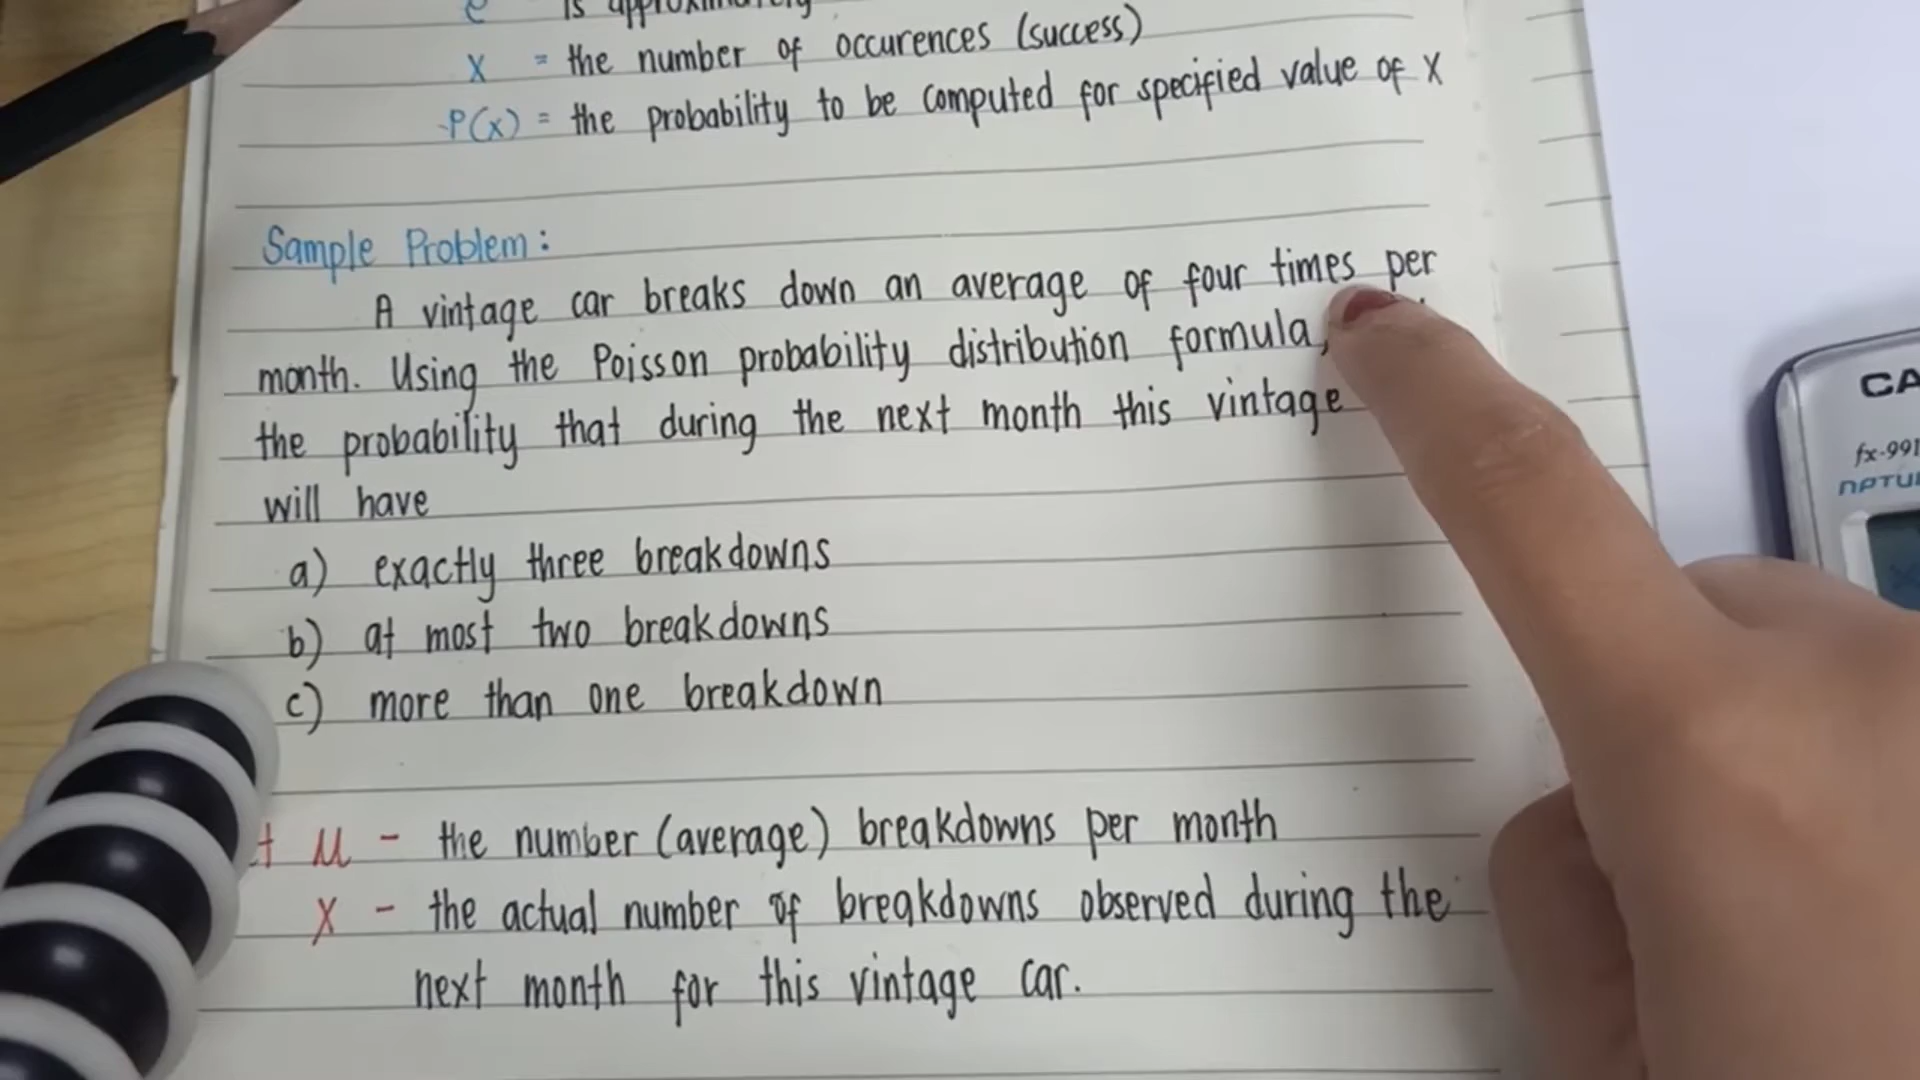 e is approximately
x = the number of occurences (success)
P(x) = the probability to be computed for specified value of x
Sample Problem:
A vintage car breaks down an average of four times per
month. Using the Poisson probability distribution formula,
the probability that during the next month this vintage
will have
a) exactly three breakdowns
b) at most two breakdowns
c) more than one breakdown
μ - the number (average) breakdowns per month
x - the actual number of breakdowns observed during the
next month for this vintage car.
CA
fx-991